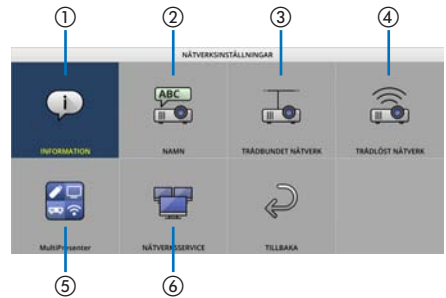 ① ② ③ ④
NÄTVERKSINSTÄLLNINGAR
ABC
INFORMATION NAMN TRÅDBUNDET NÄTVERK TRÅDLÖST NÄTVERK
MultiPresenter NÄTVERKSSERVICE TILLBAKA
⑤ ⑥